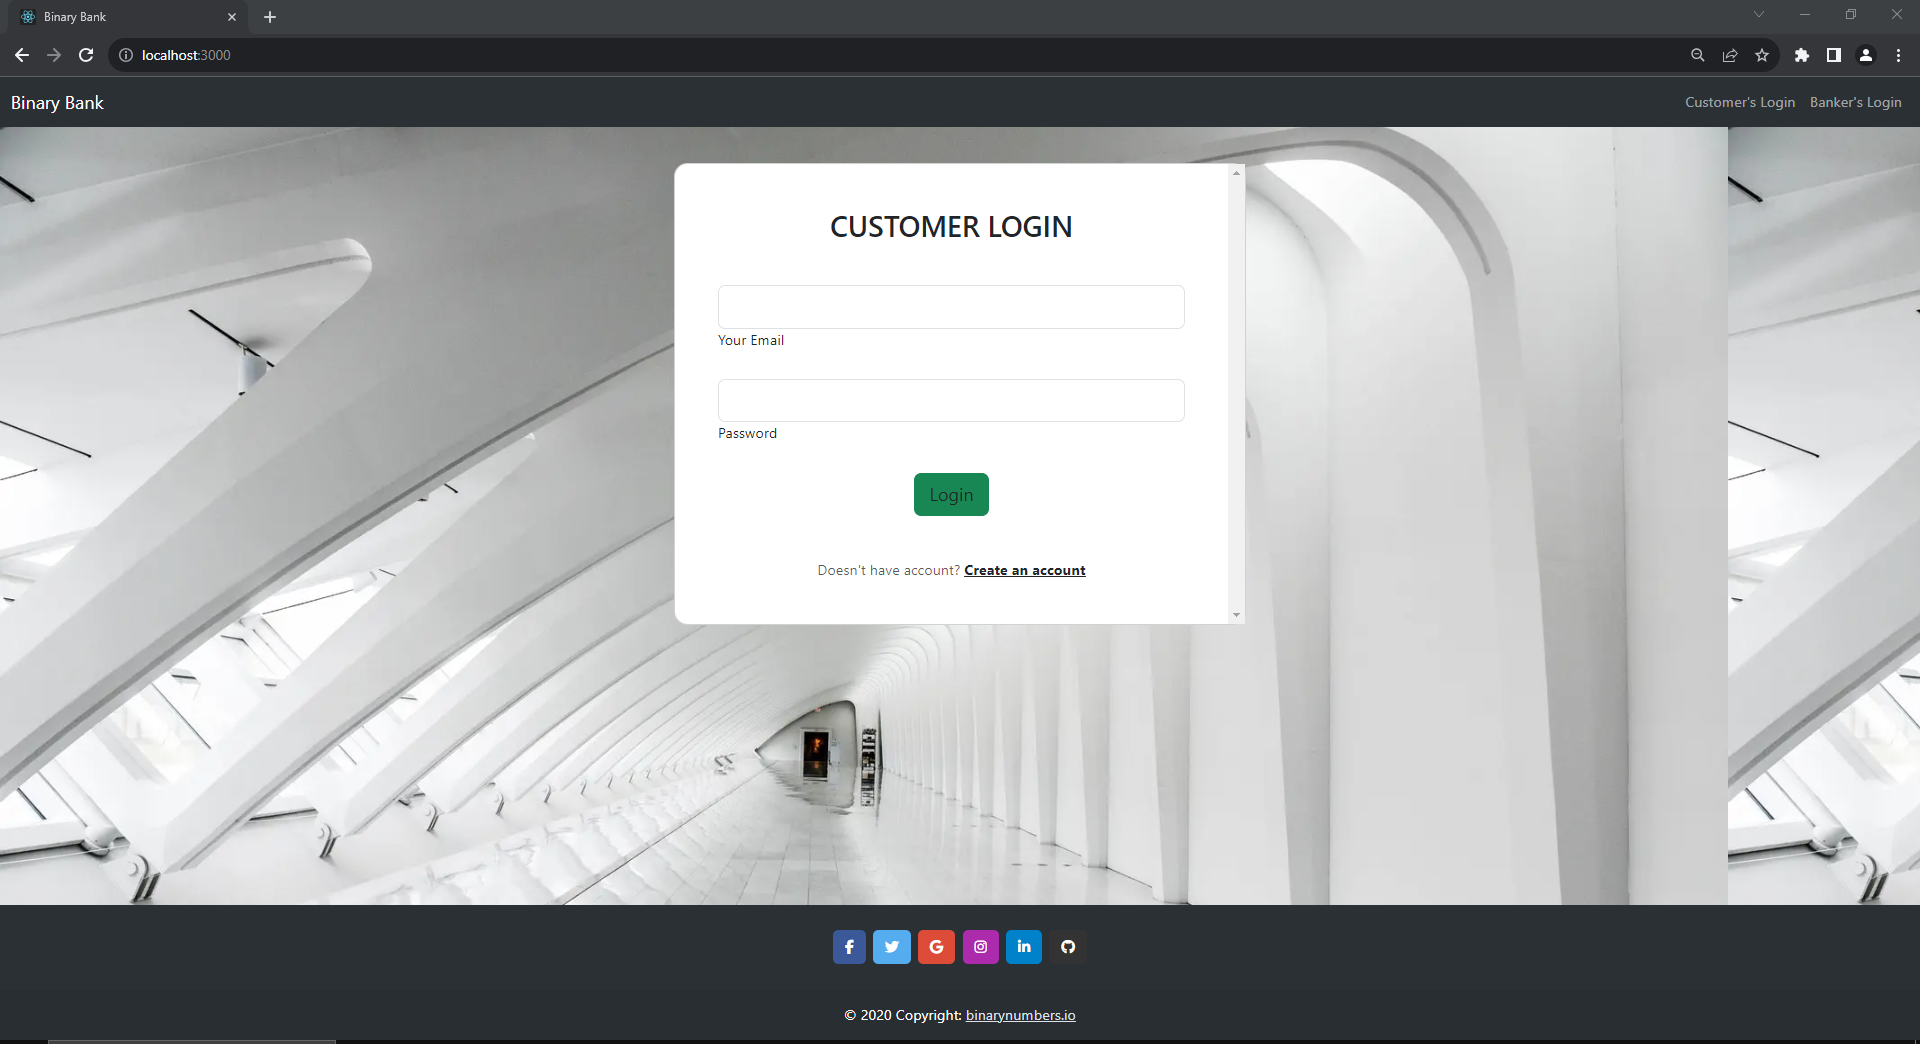 Binary Bank
localhost:3000
Binary Bank
Customer's Login Banker's Login
CUSTOMER LOGIN
Your Email
Password
Login
Doesn't have account? Create an account
© 2020 Copyright: binarynumbers.io